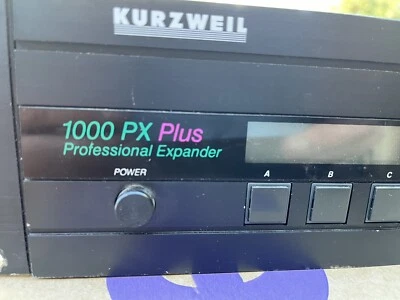 KURZWEIL
1000 PX Plus
Professional Expander
POWER
A B C